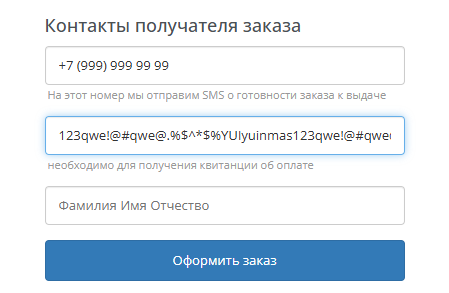 Контакты получателя заказа
+7 (999) 999 99 99
На этот номер мы отправим SMS о готовности заказа к выдаче
123qwe!@#qwe@.%$^*$%YUIyuinmas123qwe!@#qwe
необходимо для получения квитанции об оплате
Фамилия Имя Отчество
Оформить заказ